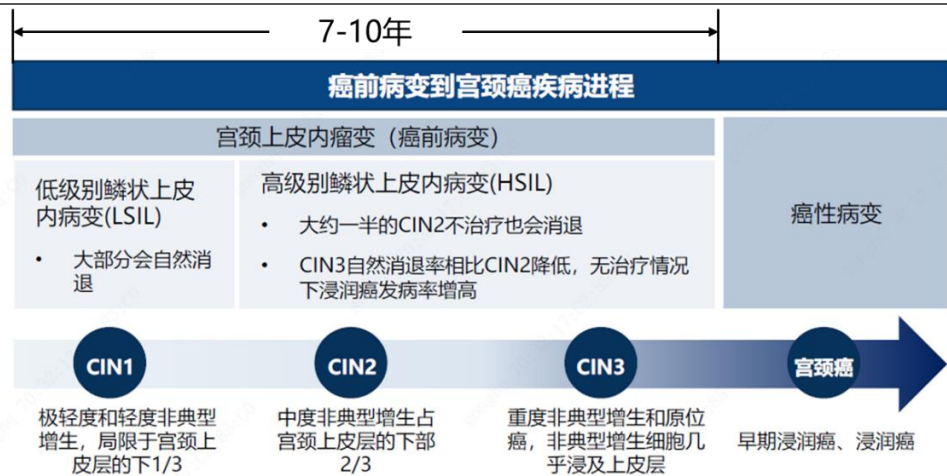 7-10年
癌前病变到宫颈癌疾病进程
宫颈上皮内瘤变（癌前病变）
低级别鳞状上皮
内病变(LSIL)
• 大部分会自然消
退
高级别鳞状上皮内病变(HSIL)
• 大约一半的CIN2不治疗也会消退
• CIN3自然消退率相比CIN2降低，无治疗情况
下浸润癌发病率增高
癌性病变
CIN1
CIN2
CIN3
宫颈癌
极轻度和轻度非典型
增生，局限于宫颈上
皮层的下1/3
中度非典型增生占
宫颈上皮层的下部
2/3
重度非典型增生和原位
癌，非典型增生细胞几
乎浸及上皮层
早期浸润癌、浸润癌